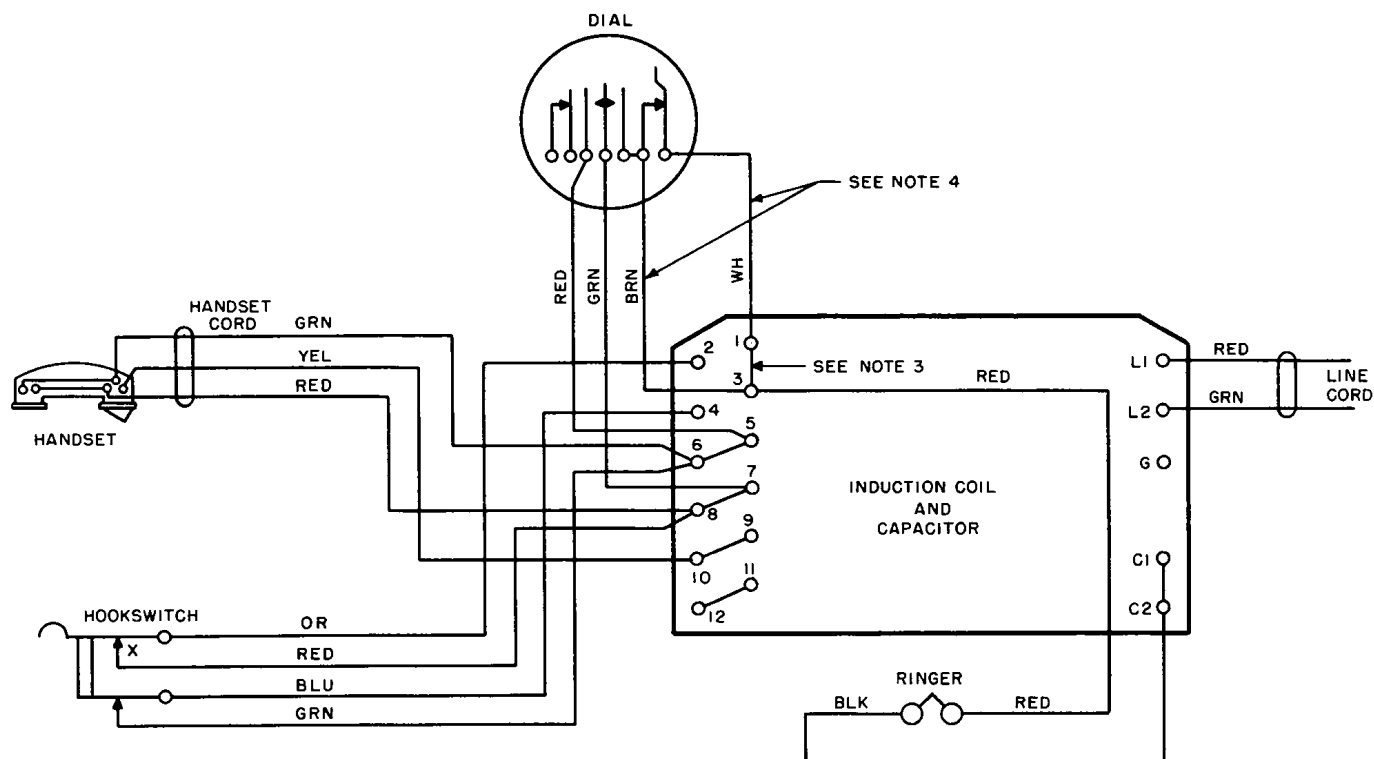 DIAL
SEE NOTE 4
RED
GRN
BRN
WH
HANDSET
CORD
GRN
YEL
RED
HANDSET
2
1
SEE NOTE 3
3
RED
4
5
6
7
8
9
10
11
12
INDUCTION COIL
AND
CAPACITOR
L1
RED
L2
GRN
LINE
CORD
G
C1
C2
HOOKSWITCH
OR
X
RED
BLU
GRN
RINGER
BLK
RED